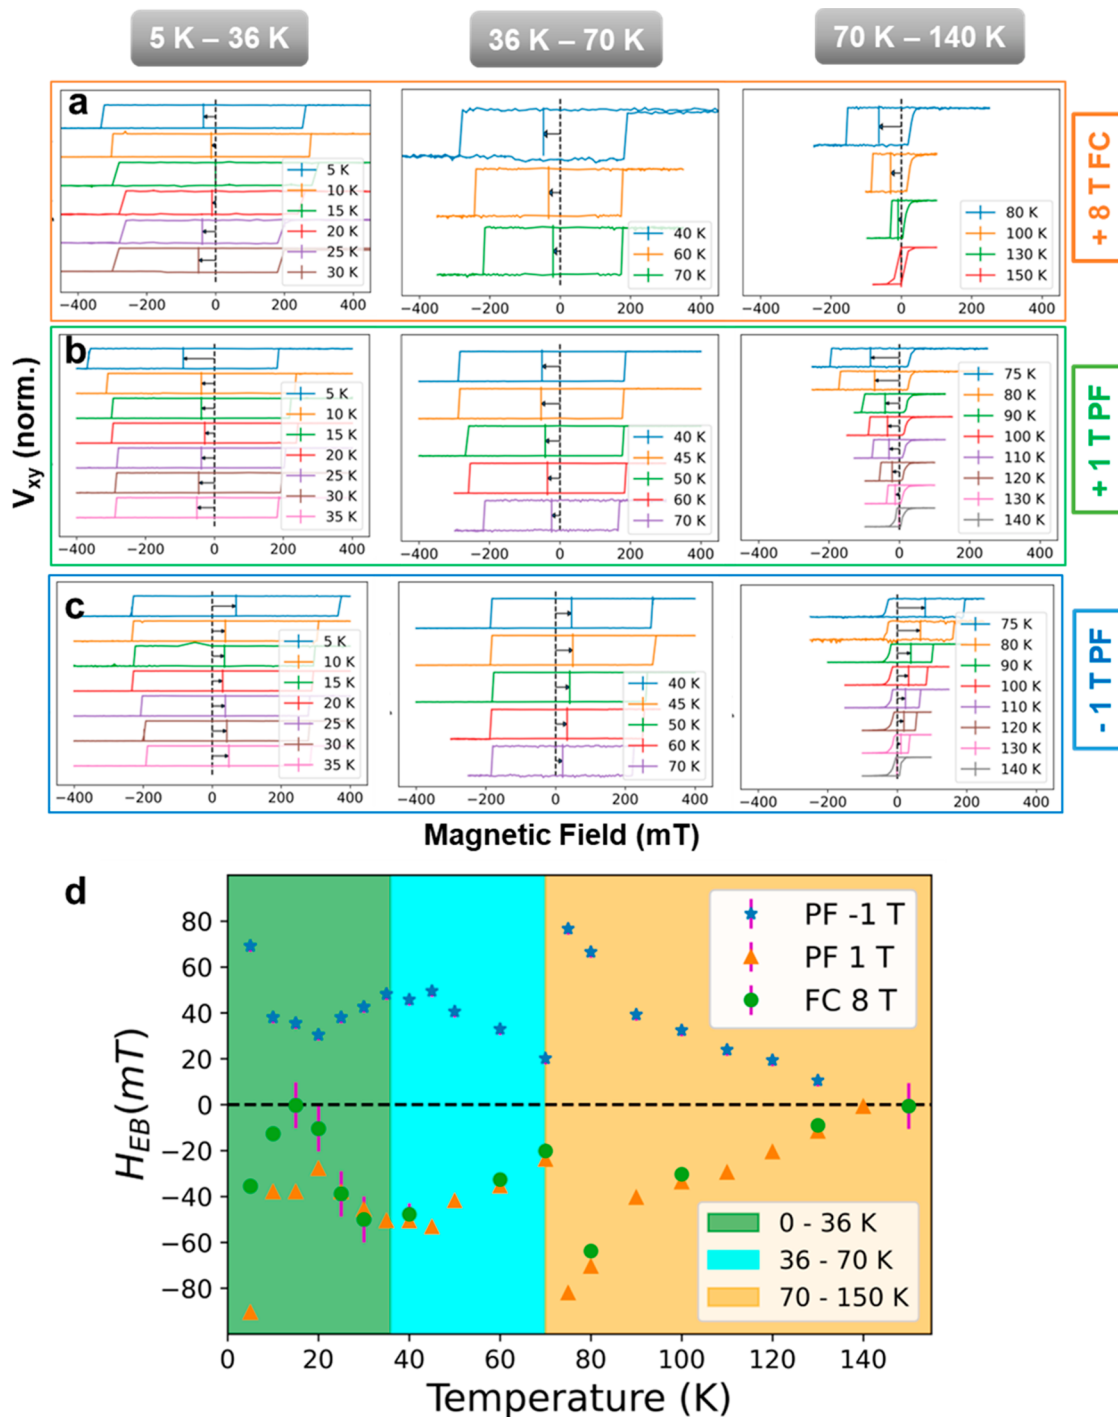 5 K – 36 K
36 K – 70 K
70 K – 140 K
a
5 K
10 K
15 K
20 K
25 K
30 K
−400 −200 0 200 400
40 K
60 K
70 K
−400 −200 0 200 400
80 K
100 K
130 K
150 K
−400 −200 0 200 400
+ 8 T FC
V_xy (norm.)
b
5 K
10 K
15 K
20 K
25 K
30 K
35 K
−400 −200 0 200 400
40 K
45 K
50 K
60 K
70 K
−400 −200 0 200 400
75 K
80 K
90 K
100 K
110 K
120 K
130 K
140 K
−400 −200 0 200 400
+ 1 T PF
c
5 K
10 K
15 K
20 K
25 K
30 K
35 K
−400 −200 0 200 400
40 K
45 K
50 K
60 K
70 K
−400 −200 0 200 400
75 K
80 K
90 K
100 K
110 K
120 K
130 K
140 K
−400 −200 0 200 400
- 1 T PF
Magnetic Field (mT)
d
H_EB(mT)
80
60
40
20
0
−20
−40
−60
−80
PF -1 T
PF 1 T
FC 8 T
0 - 36 K
36 - 70 K
70 - 150 K
0 20 40 60 80 100 120 140
Temperature (K)